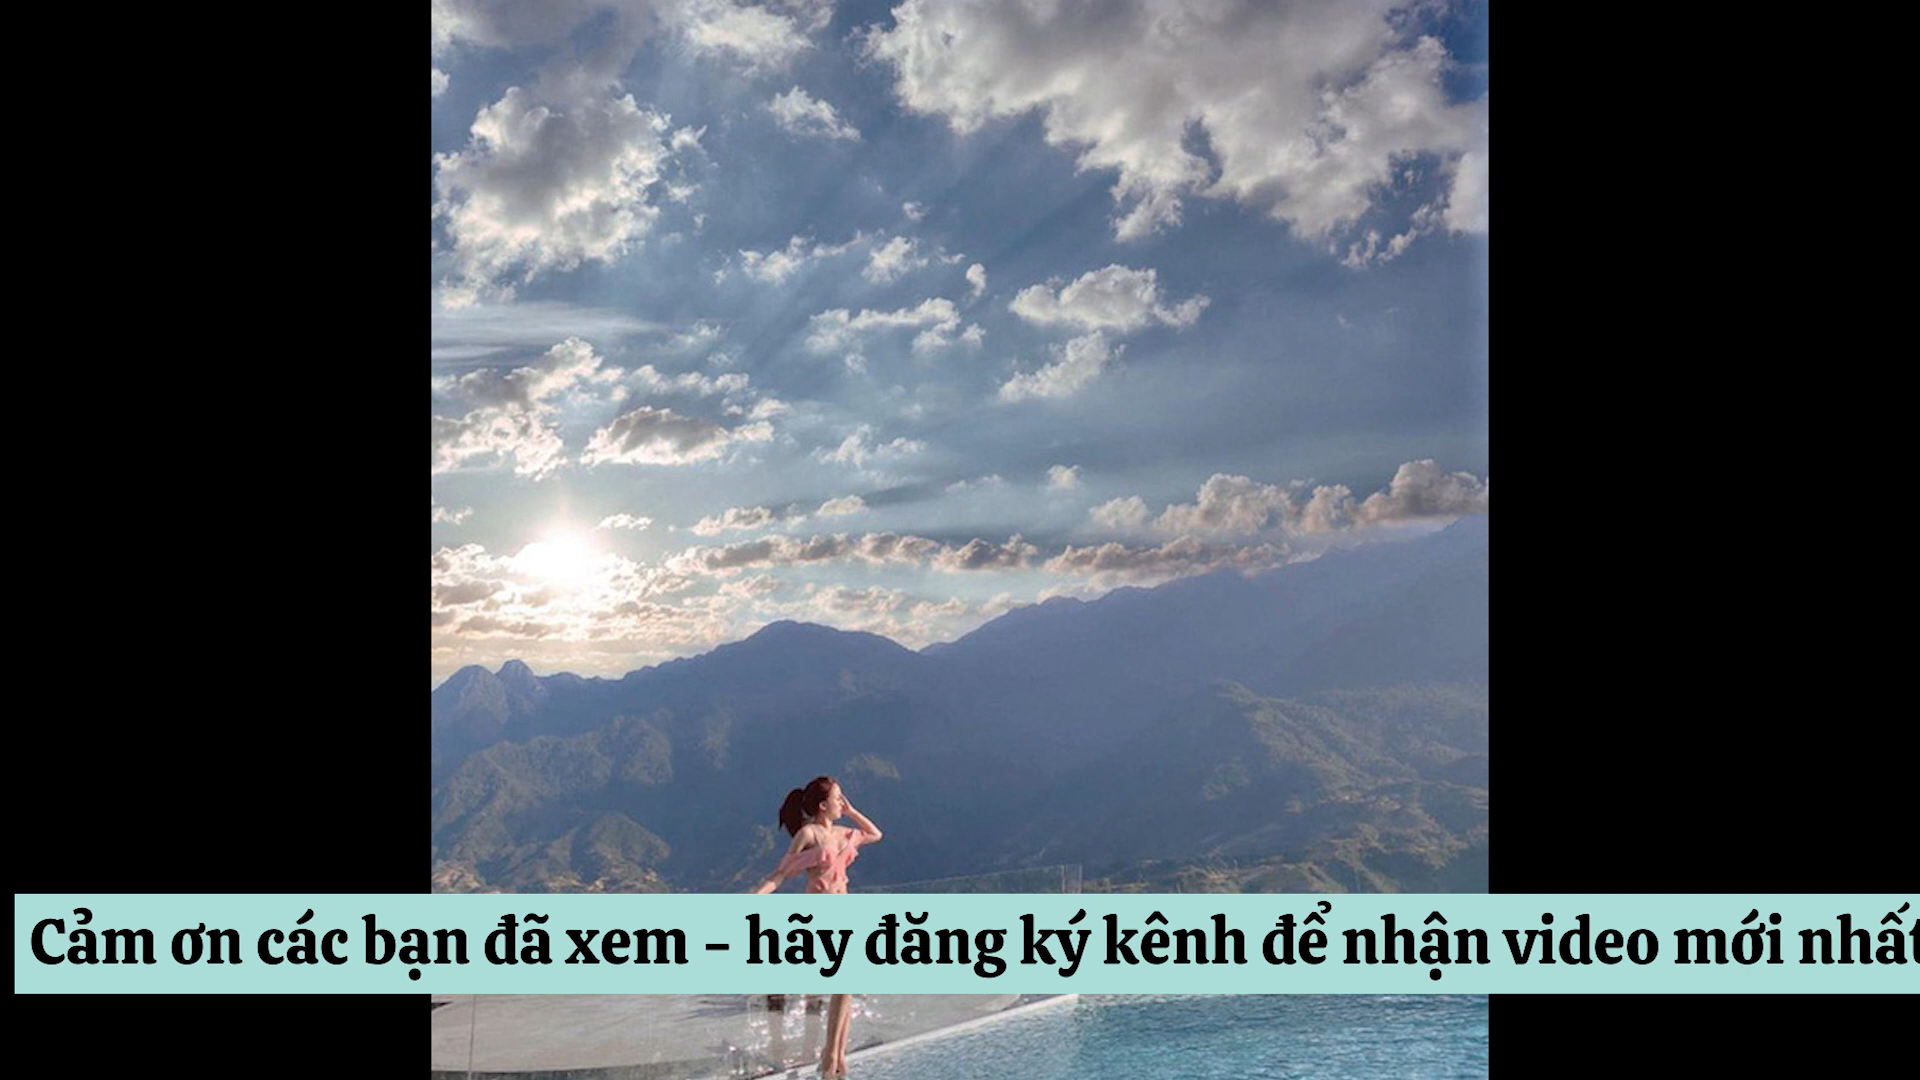 Cảm ơn các bạn đã xem - hãy đăng ký kênh để nhận video mới nhất